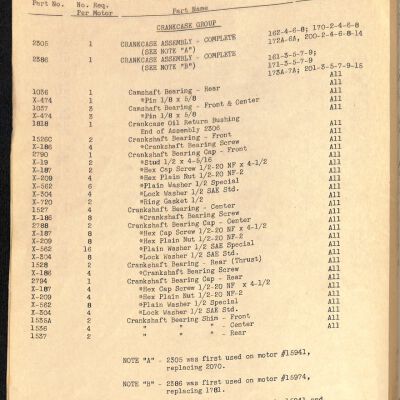 Part No. No. Req. Per Motor Part Name
CRANKCASE GROUP
2305 1 CRANKCASE ASSEMBLY - COMPLETE 162-4-6-8; 170-2-4-6-8
(SEE NOTE "A") 172A-6A, 200-2-4-6-8-14
2386 1 CRANKCASE ASSEMBLY - COMPLETE 161-3-5-7-9;
(SEE NOTE "B") 171-3-5-7-9
173A-7A; 201-3-5-7-9-15
All
1036 1 Camshaft Bearing - Rear All
X-474 1 *Pin 1/8 x 5/8 All
1037 3 Camshaft Bearing - Front & Center All
X-474 3 *Pin 1/8 x 5/8 All
1818 1 Crankcase Oil Return Bushing
End of Assembly 2306 All
1526C 2 Crankshaft Bearing - Front All
X-186 4 *Crankshaft Bearing Screw All
2790 1 Crankshaft Bearing Cap - Front All
X-19 2 *Stud 1/2 x 4-5/16 All
X-187 2 *Hex Cap Screw 1/2-20 NF x 4-1/2 All
X-209 4 *Hex Plain Nut 1/2-20 NF-2 All
X-562 6 *Plain Washer 1/2 Special All
X-304 4 *Lock Washer 1/2 SAE Std. All
X-720 2 *Ring Gasket 1/2 All
1527 4 Crankshaft Bearing - Center All
X-186 8 *Crankshaft Bearing Screw All
2788 2 Crankshaft Bearing Cap - Center All
X-187 8 *Hex Cap Screw 1/2-20 NF x 4-1/2 All
X-209 8 *Hex Plain Nut 1/2-20 NF-2 All
X-562 16 *Plain Washer 1/2 SAE Special All
X-304 8 *Lock Washer 1/2 SAE Std. All
1528 2 Crankshaft Bearing - Rear (Thrust) All
X-186 4 *Crankshaft Bearing Screw All
2794 1 Crankshaft Bearing Cap - Rear All
X-187 4 *Hex Cap Screw 1/2-20 NF x 4-1/2 All
X-209 4 *Hex Plain Nut 1/2-20 NF-2 All
X-562 8 *Plain Washer 1/2 Special All
X-304 4 *Lock Washer 1/2 SAE Std. All
1535A 2 Crankshaft Bearing Shim - Front All
1536 4 " " " - Center All
1537 2 " " " - Rear
NOTE "A" - 2305 was first used on motor #15941,
replacing 2070.
NOTE "B" - 2386 was first used on motor #15974,
replacing 1781.